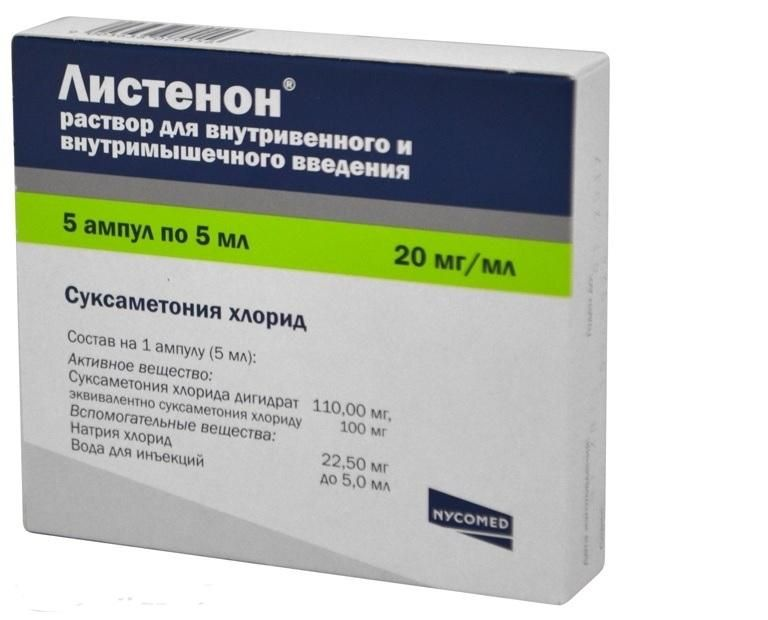 Листенон®
раствор для внутривенного и
внутримышечного введения
5 ампул по 5 мл 20 мг/мл
Суксаметония хлорид
Состав на 1 ампулу (5 мл):
Активное вещество:
Суксаметония хлорида дигидрат 110,00 мг,
эквивалентно суксаметония хлориду 100 мг
Вспомогательные вещества:
Натрия хлорид 22,50 мг
Вода для инъекций до 5,0 мл
NYCOMED